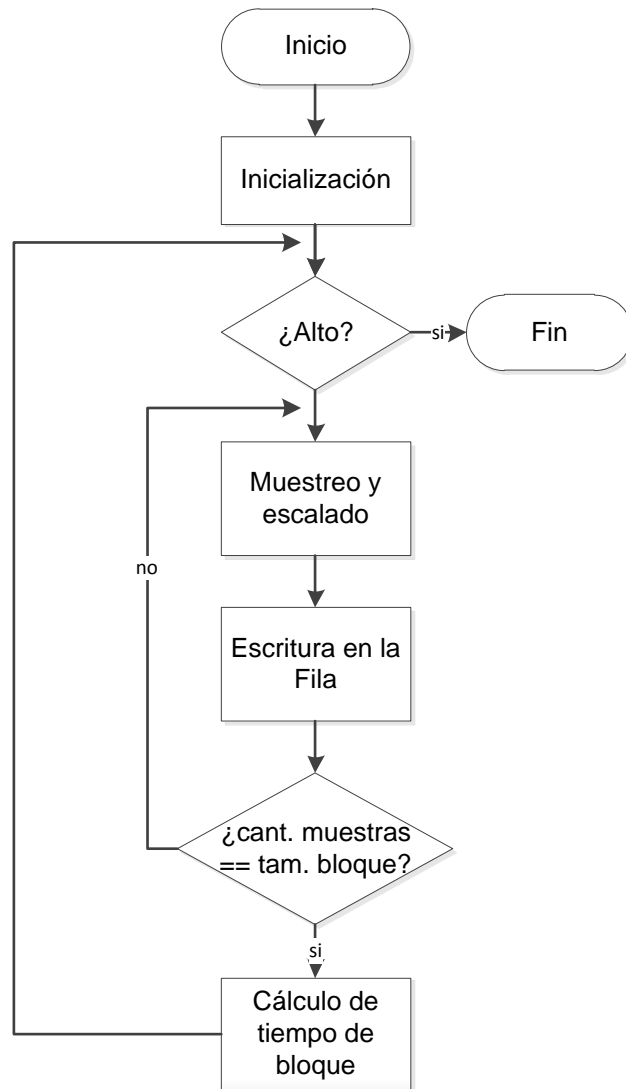 Inicio
Inicialización
¿Alto?
si
Fin
Muestreo y
escalado
no
Escritura en la
Fila
¿cant. muestras
== tam. bloque?
si
Cálculo de
tiempo de
bloque